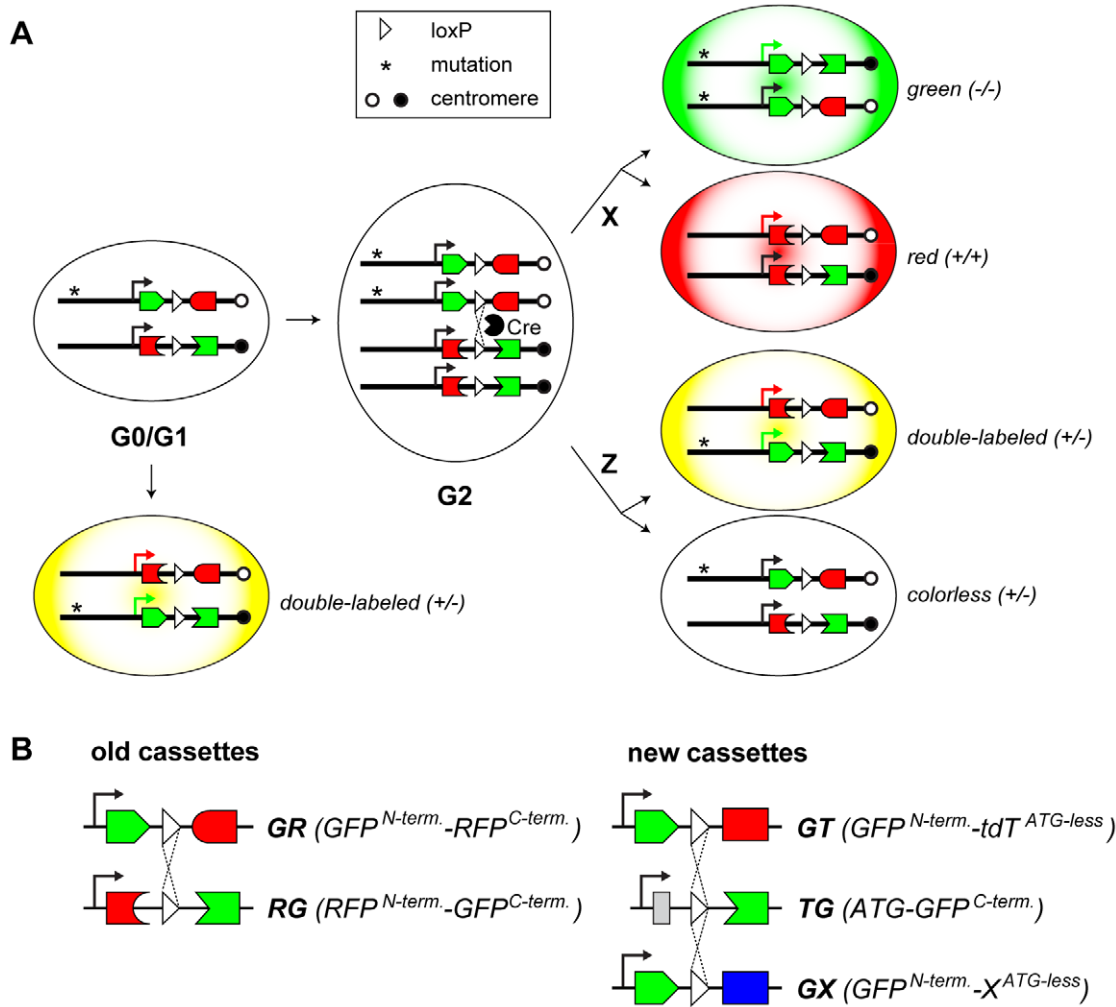 A
loxP
* mutation
centromere
green (-/-)
X
red (+/+)
* * * * * * *
Cre
G0/G1
G2
Z
double-labeled (+/-)
double-labeled (+/-)
colorless (+/-)
B
old cassettes
new cassettes
GR (GFP N-term.-RFP C-term.)
GT (GFP N-term.-tdT ATG-less)
RG (RFP N-term.-GFP C-term.)
TG (ATG-GFP C-term.)
GX (GFP N-term.-X ATG-less)